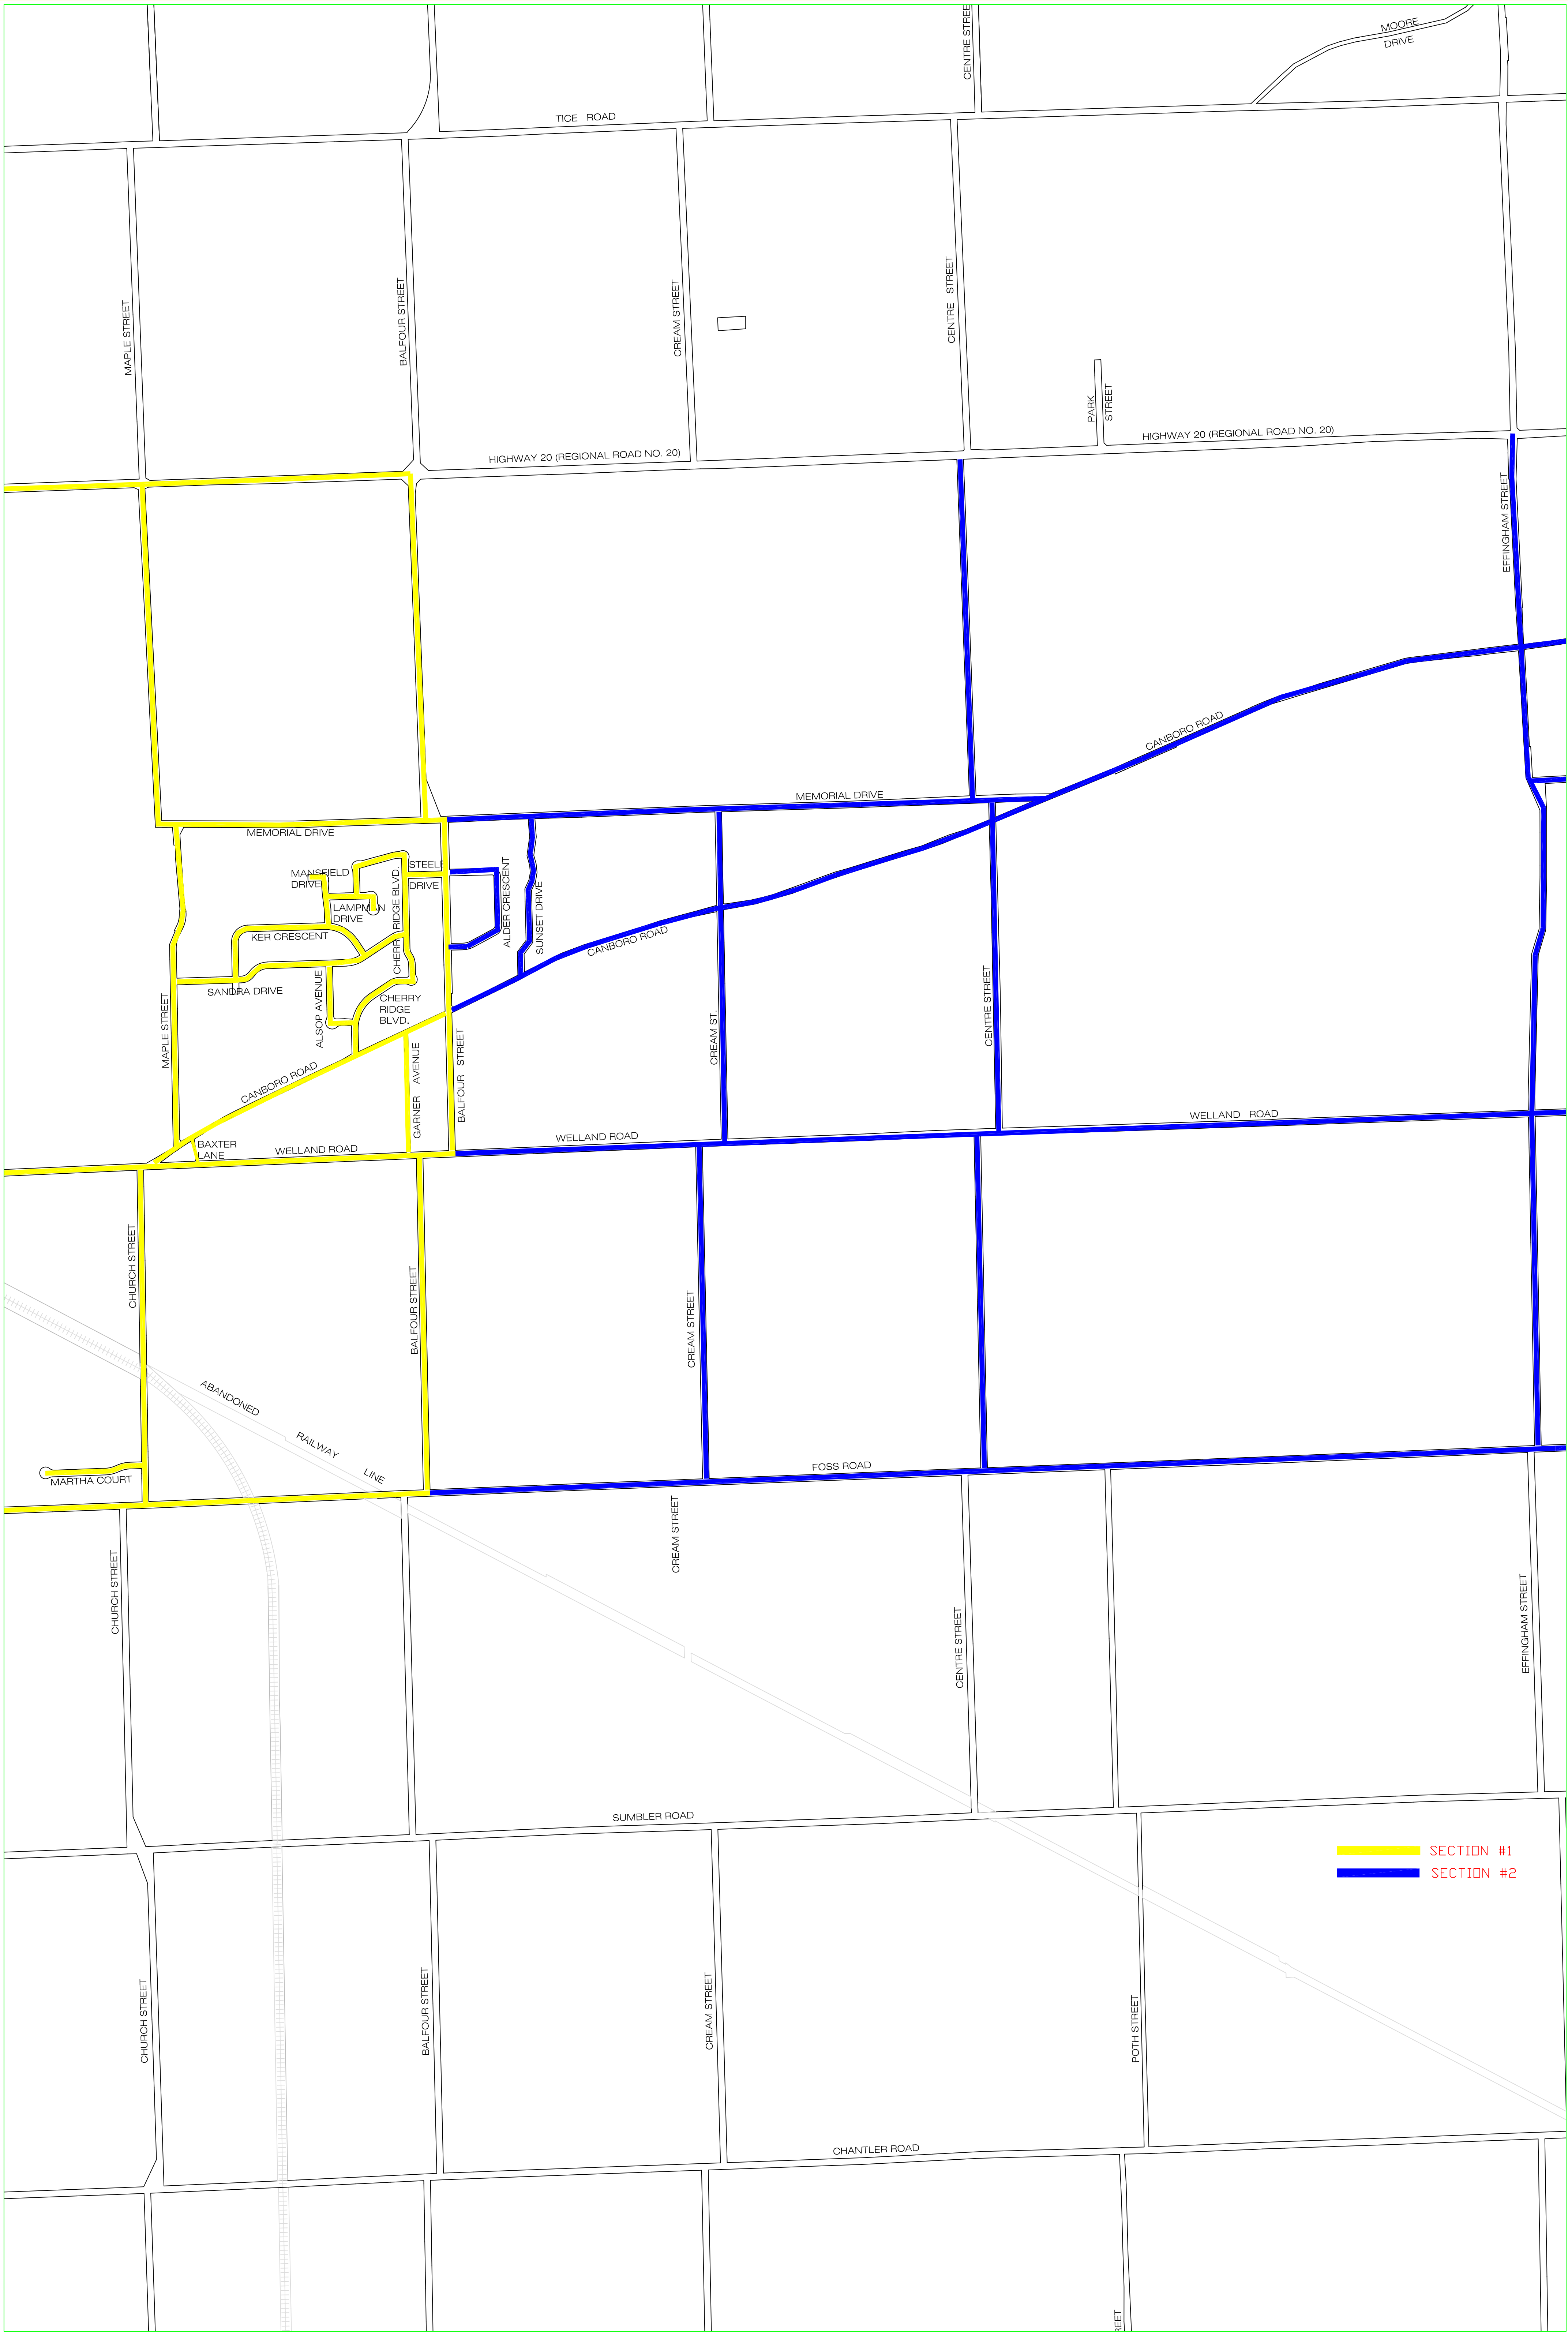 MOORE
DRIVE
CENTRE STREE
TICE ROAD
MAPLE STREET
BALFOUR STREET
CREAM STREET
CENTRE STREET
PARK
STREET
HIGHWAY 20 (REGIONAL ROAD NO. 20)
HIGHWAY 20 (REGIONAL ROAD NO. 20)
EFFINGHAM STREET
CANBORO ROAD
MEMORIAL DRIVE
MEMORIAL DRIVE
MANSFIELD
DRIVE
STEELE
DRIVE
LAMPMAN
DRIVE
CHERRY RIDGE BLVD.
ALDER CRESCENT
SUNSET DRIVE
KER CRESCENT
CANBORO ROAD
SANDRA DRIVE
ALSOP AVENUE
CHERRY
RIDGE
BLVD.
MAPLE STREET
CANBORO ROAD
GARNER AVENUE
BALFOUR STREET
CREAM ST.
CENTRE STREET
BAXTER
LANE
WELLAND ROAD
WELLAND ROAD
WELLAND ROAD
CHURCH STREET
BALFOUR STREET
CREAM STREET
ABANDONED
RAILWAY
LINE
MARTHA COURT
FOSS ROAD
CHURCH STREET
CREAM STREET
CENTRE STREET
EFFINGHAM STREET
SUMBLER ROAD
SECTION #1
SECTION #2
CHURCH STREET
BALFOUR STREET
CREAM STREET
POTH STREET
CHANTLER ROAD
REET